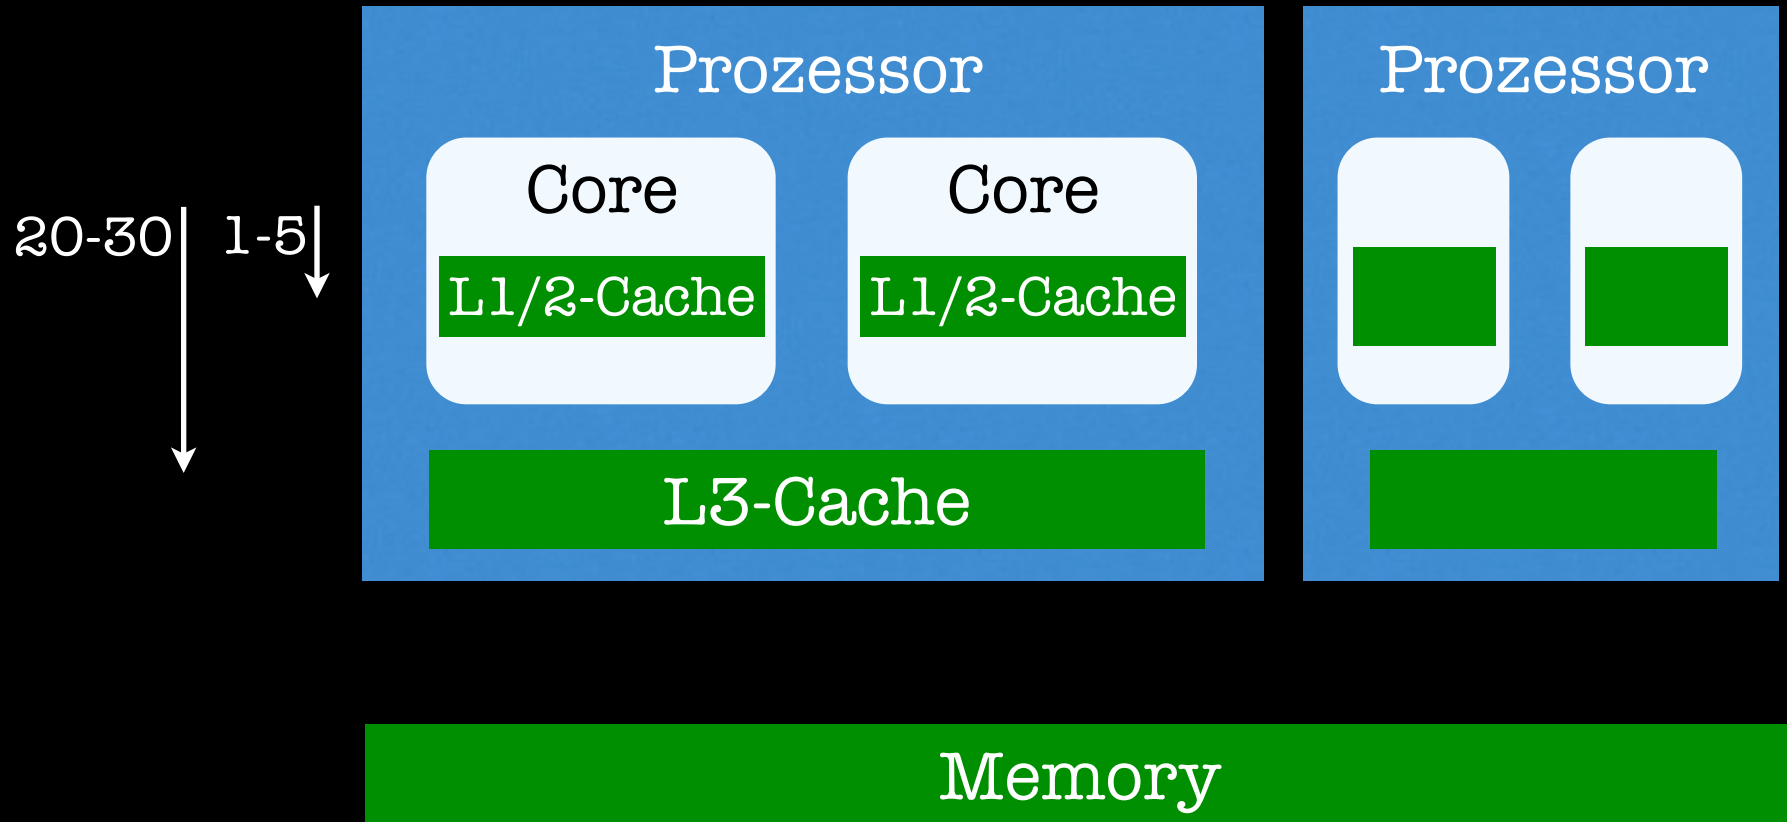 Prozessor
Prozessor
Core
Core
20-30
1-5
L1/2-Cache
L1/2-Cache
L3-Cache
Memory